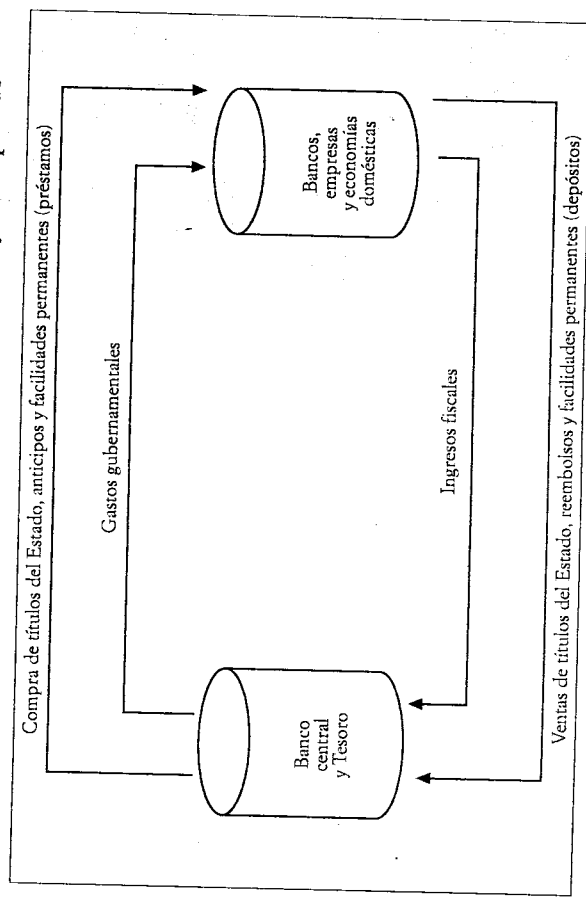 Compra de títulos del Estado, anticipos y facilidades permanentes (préstamos)
Gastos gubernamentales
Banco
central
y Tesoro
Bancos,
empresas
y economías
domésticas
Ingresos fiscales
Ventas de títulos del Estado, reembolsos y facilidades permanentes (depósitos)